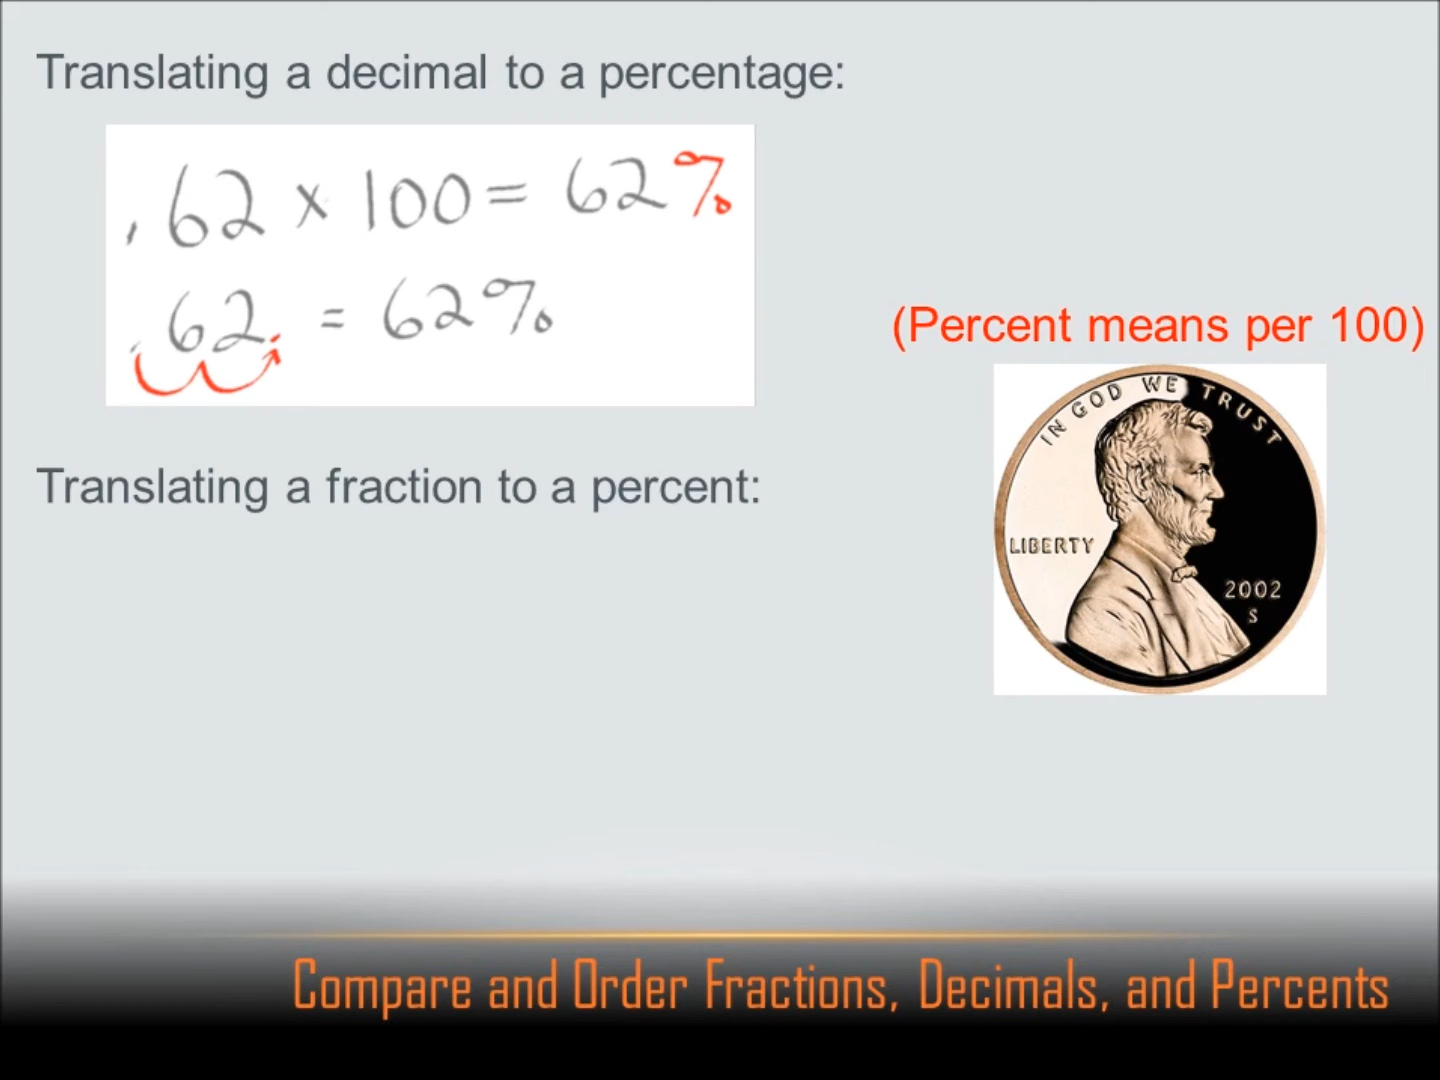 Translating a decimal to a percentage:
.62 x 100 = 62%
.62. = 62%
(Percent means per 100)
IN GOD WE TRUST
LIBERTY
2002
S
Translating a fraction to a percent:
Compare and Order Fractions, Decimals, and Percents